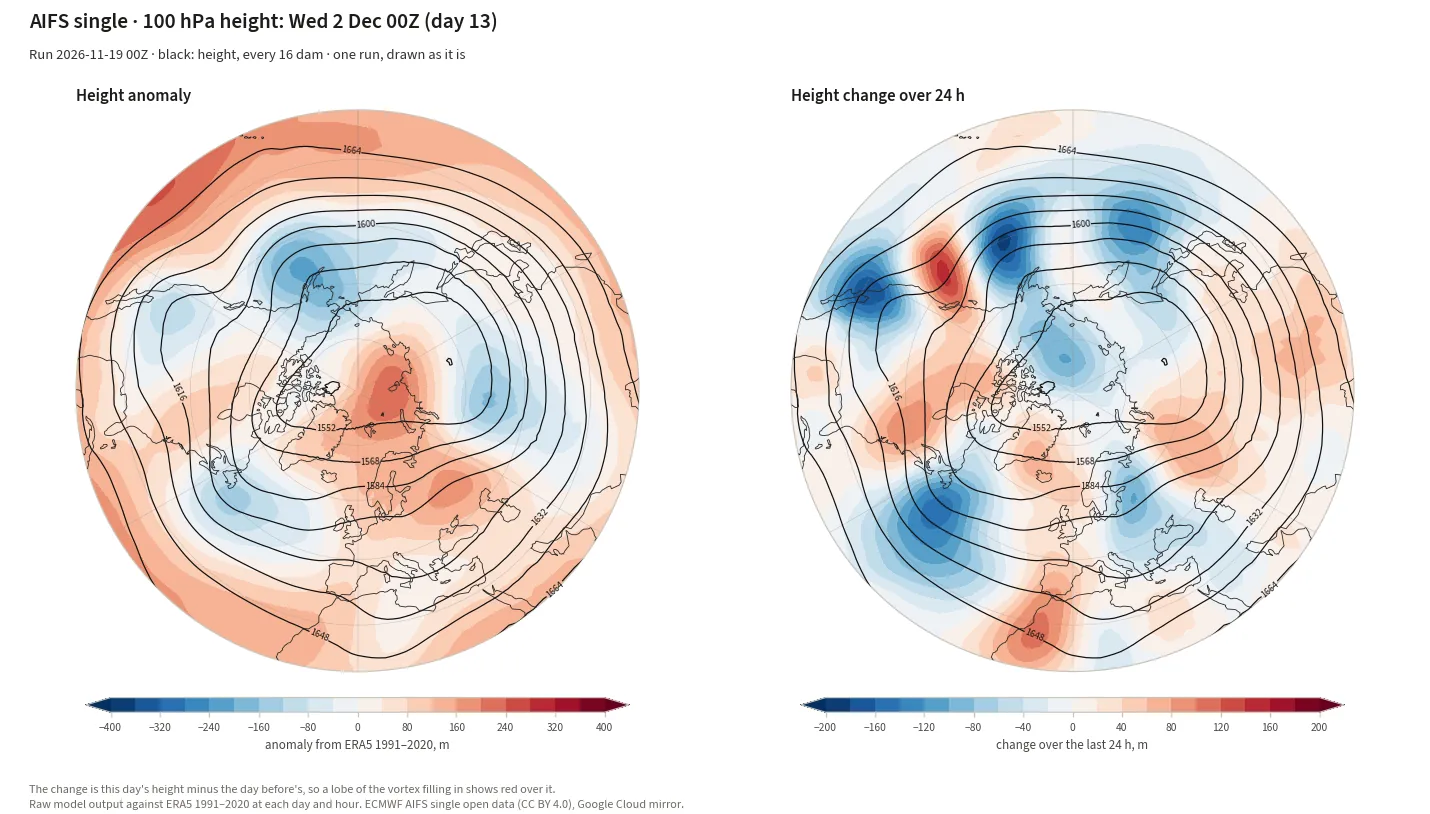 AIFS single · 100 hPa height: Wed 2 Dec 00Z (day 13)
Run 2026-11-19 00Z · black: height, every 16 dam · one run, drawn as it is
Height anomaly
Height change over 24 h
1664
1600
1616
1552
1568
1584
1632
1664
1648
1664
1600
1616
1552
1568
1584
1632
1664
1648
−400 −320 −240 −160 −80 0 80 160 240 320 400
anomaly from ERA5 1991–2020, m
−200 −160 −120 −80 −40 0 40 80 120 160 200
change over the last 24 h, m
The change is this day's height minus the day before's, so a lobe of the vortex filling in shows red over it.
Raw model output against ERA5 1991–2020 at each day and hour. ECMWF AIFS single open data (CC BY 4.0), Google Cloud mirror.